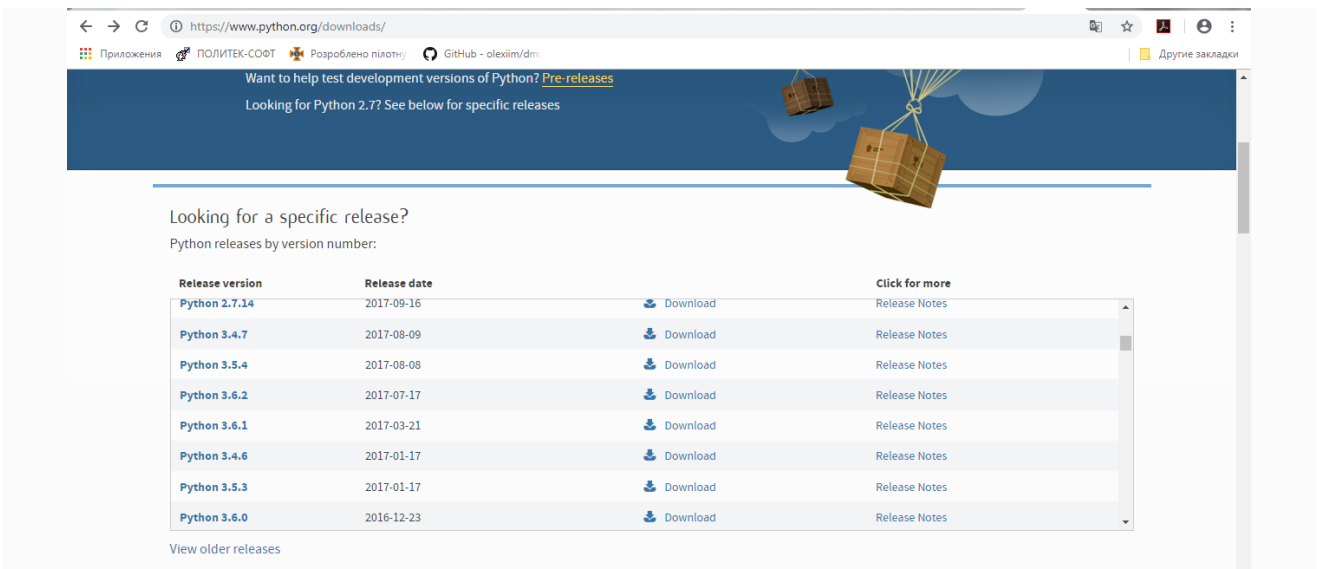 https://www.python.org/downloads/
Приложения ПОЛИТЕК-СОФТ Розроблено пілотну GitHub - olexiim/dm Другие закладки
Want to help test development versions of Python? Pre-releases
Looking for Python 2.7? See below for specific releases
Looking for a specific release?
Python releases by version number:
Release version Release date Click for more
Python 2.7.14 2017-09-16 Download Release Notes
Python 3.4.7 2017-08-09 Download Release Notes
Python 3.5.4 2017-08-08 Download Release Notes
Python 3.6.2 2017-07-17 Download Release Notes
Python 3.6.1 2017-03-21 Download Release Notes
Python 3.4.6 2017-01-17 Download Release Notes
Python 3.5.3 2017-01-17 Download Release Notes
Python 3.6.0 2016-12-23 Download Release Notes
View older releases